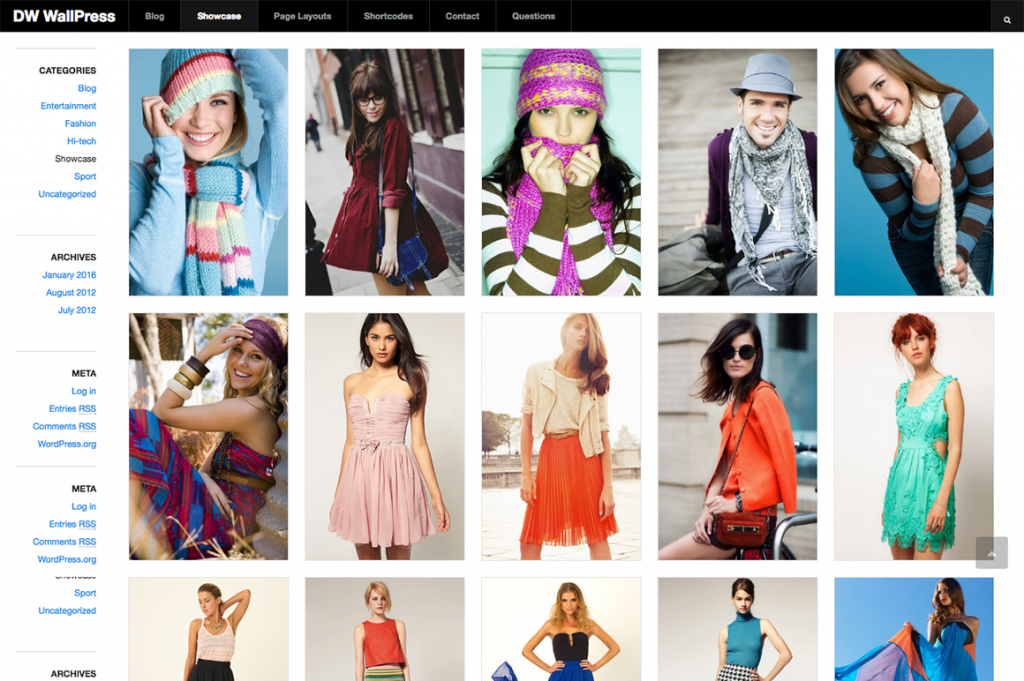 DW WallPress
Blog
Showcase
Page Layouts
Shortcodes
Contact
Questions
CATEGORIES
Blog
Entertainment
Fashion
Hi-tech
Showcase
Sport
Uncategorized
ARCHIVES
January 2016
August 2012
July 2012
META
Log in
Entries RSS
Comments RSS
WordPress.org
META
Log in
Entries RSS
Comments RSS
WordPress.org
Showcase
Sport
Uncategorized
ARCHIVES